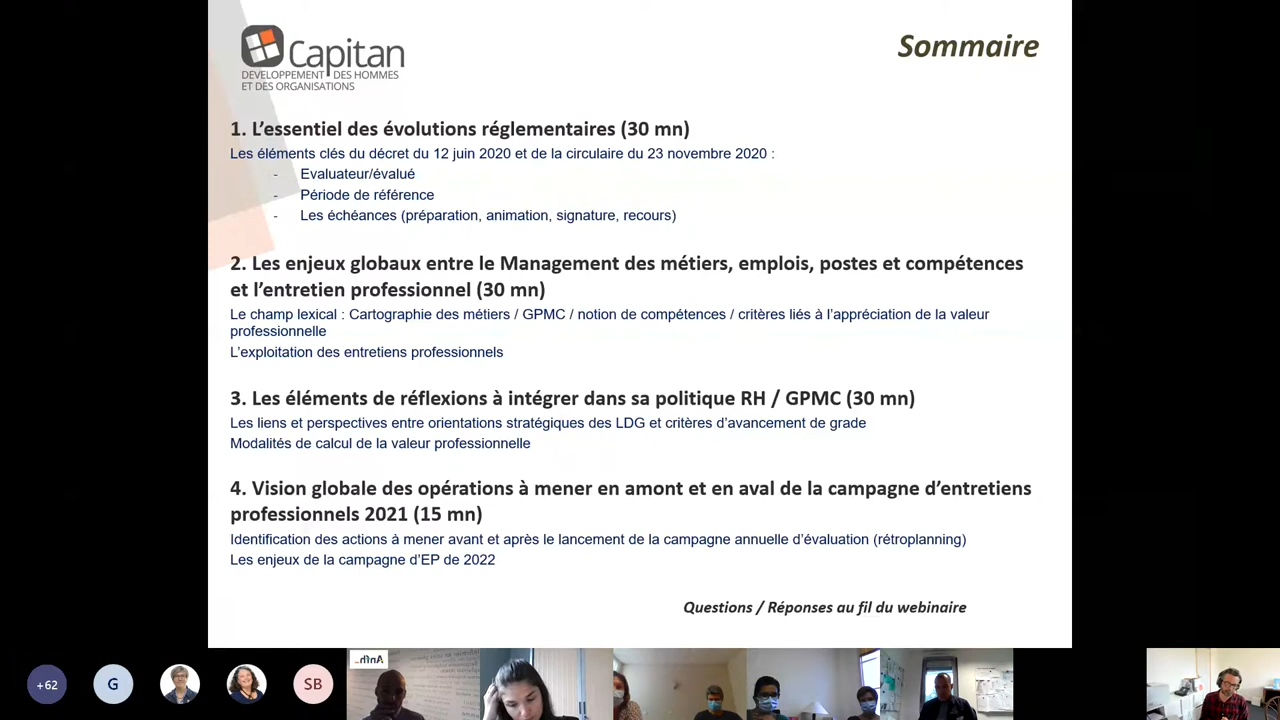 Capitan
DEVELOPPEMENT DES HOMMES
ET DES ORGANISATIONS
Sommaire
1. L’essentiel des évolutions réglementaires (30 mn)
Les éléments clés du décret du 12 juin 2020 et de la circulaire du 23 novembre 2020 :
- Evaluateur/évalué
- Période de référence
- Les échéances (préparation, animation, signature, recours)
2. Les enjeux globaux entre le Management des métiers, emplois, postes et compétences
et l’entretien professionnel (30 mn)
Le champ lexical : Cartographie des métiers / GPMC / notion de compétences / critères liés à l’appréciation de la valeur
professionnelle
L’exploitation des entretiens professionnels
3. Les éléments de réflexions à intégrer dans sa politique RH / GPMC (30 mn)
Les liens et perspectives entre orientations stratégiques des LDG et critères d’avancement de grade
Modalités de calcul de la valeur professionnelle
4. Vision globale des opérations à mener en amont et en aval de la campagne d’entretiens
professionnels 2021 (15 mn)
Identification des actions à mener avant et après le lancement de la campagne annuelle d’évaluation (rétroplanning)
Les enjeux de la campagne d’EP de 2022
Questions / Réponses au fil du webinaire
+62
G
SB